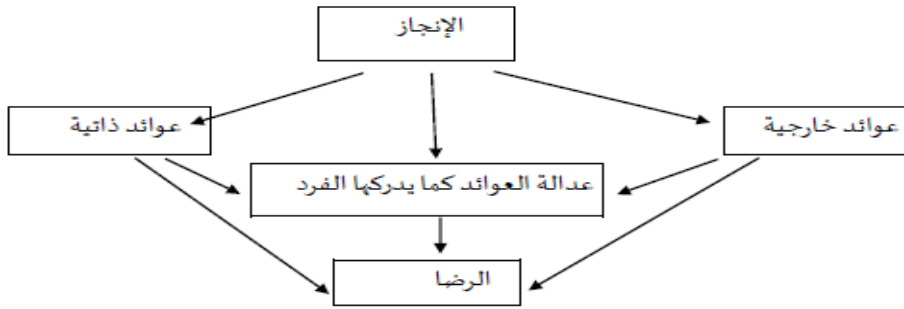 الإنجاز
عوائد خارجية
عوائد ذاتية
عدالة العوائد كما يدركها الفرد
الرضا